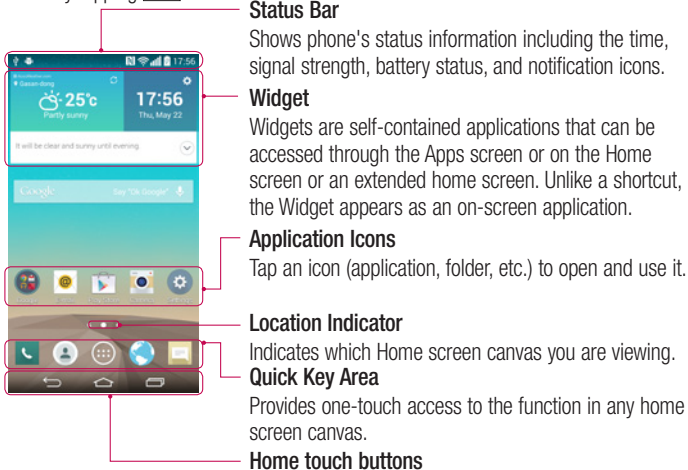 Status Bar
Shows phone's status information including the time,
signal strength, battery status, and notification icons.
Widget
Widgets are self-contained applications that can be
accessed through the Apps screen or on the Home
screen or an extended home screen. Unlike a shortcut,
the Widget appears as an on-screen application.
Application Icons
Tap an icon (application, folder, etc.) to open and use it.
Location Indicator
Indicates which Home screen canvas you are viewing.
Quick Key Area
Provides one-touch access to the function in any home
screen canvas.
Home touch buttons
17:56
Gasan-dong
25°c
Partly sunny
17:56
Thu, May 22
It will be clear and sunny until evening
Google
Say "Ok Google"